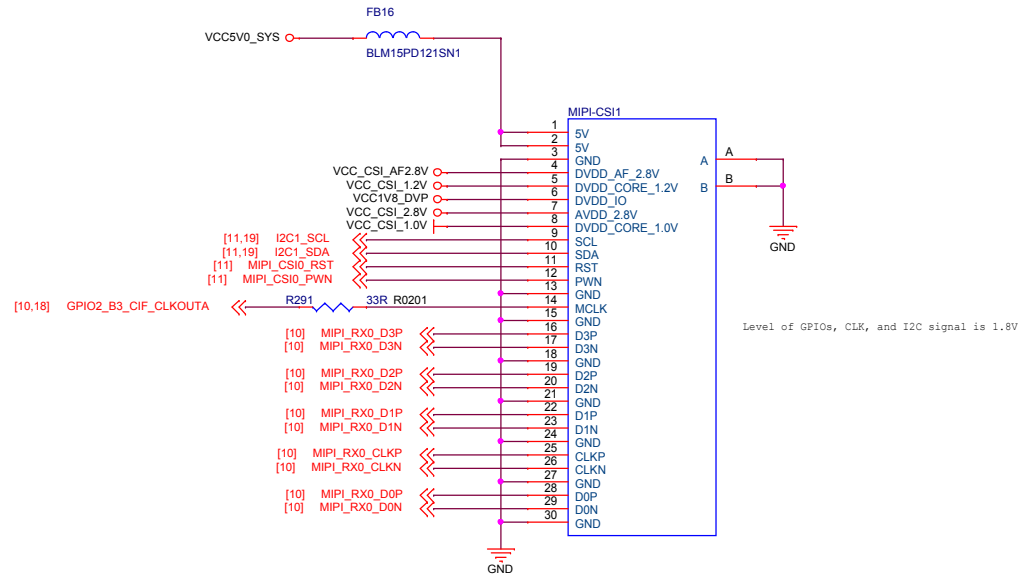 FB16
VCC5V0_SYS
BLM15PD121SN1
MIPI-CSI1
1 5V
2 5V
3 GND
VCC_CSI_AF2.8V 4 DVDD_AF_2.8V
VCC_CSI_1.2V 5 DVDD_CORE_1.2V
VCC1V8_DVP 6 DVDD_IO
VCC_CSI_2.8V 7 AVDD_2.8V
VCC_CSI_1.0V 8 DVDD_CORE_1.0V
[11,19] I2C1_SCL 9 SCL
[11,19] I2C1_SDA 10 SDA
[11] MIPI_CSI0_RST 11 RST
[11] MIPI_CSI0_PWN 12 PWN
13 GND
[10,18] GPIO2_B3_CIF_CLKOUTA R291 33R R0201 14 MCLK
15 GND
[10] MIPI_RX0_D3P 16 D3P
[10] MIPI_RX0_D3N 17 D3N
18 GND
[10] MIPI_RX0_D2P 19 D2P
[10] MIPI_RX0_D2N 20 D2N
21 GND
[10] MIPI_RX0_D1P 22 D1P
[10] MIPI_RX0_D1N 23 D1N
24 GND
[10] MIPI_RX0_CLKP 25 CLKP
[10] MIPI_RX0_CLKN 26 CLKN
27 GND
[10] MIPI_RX0_D0P 28 D0P
[10] MIPI_RX0_D0N 29 D0N
30 GND
GND
A A
B B
GND
Level of GPIOs, CLK, and I2C signal is 1.8V